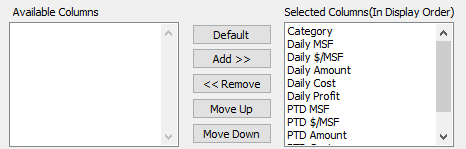 Available Columns
Selected Columns(In Display Order)
Default
Add >>
<< Remove
Move Up
Move Down
Category
Daily MSF
Daily $/MSF
Daily Amount
Daily Cost
Daily Profit
PTD MSF
PTD $/MSF
PTD Amount